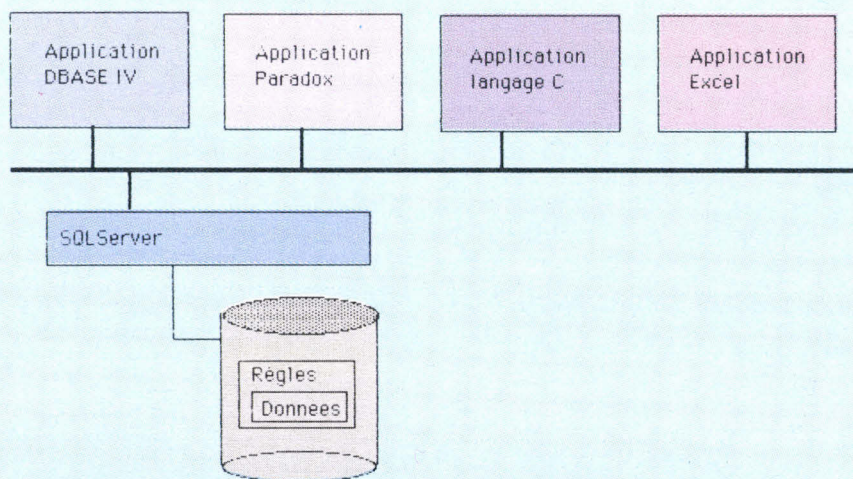 Application
DBASE IV
Application
Paradox
Application
langage C
Application
Excel
SQLServer
Règles
Donnees